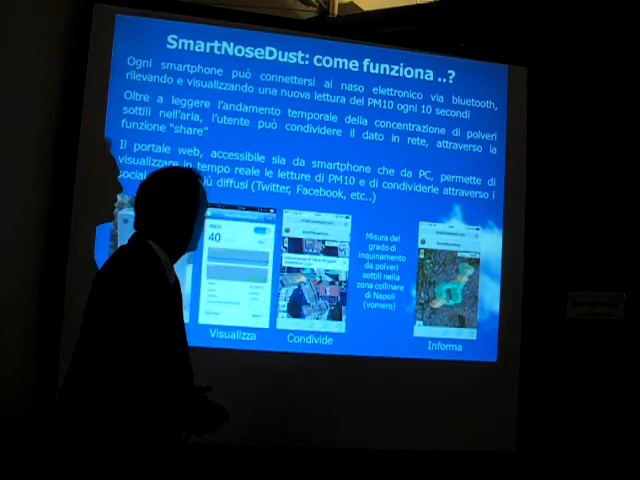 SmartNoseDust: come funziona ..?
Ogni smartphone può connettersi al naso elettronico via bluetooth,
rilevando e visualizzando una nuova lettura del PM10 ogni 10 secondi
Oltre a leggere l'andamento temporale della concentrazione di polveri
sottili nell'aria, l'utente può condividere il dato in rete, attraverso la
funzione "share"
Il portale web, accessibile sia da smartphone che da PC, permette di
visualizzare in tempo reale le letture di PM10 e di condividerle attraverso i
social più diffusi (Twitter, Facebook, etc..)
PM10
40
Visualizza
Condivide
Misura del
grado di
inquinamento
da polveri
sottili nella
zona collinare
di Napoli
(vomero)
Informa